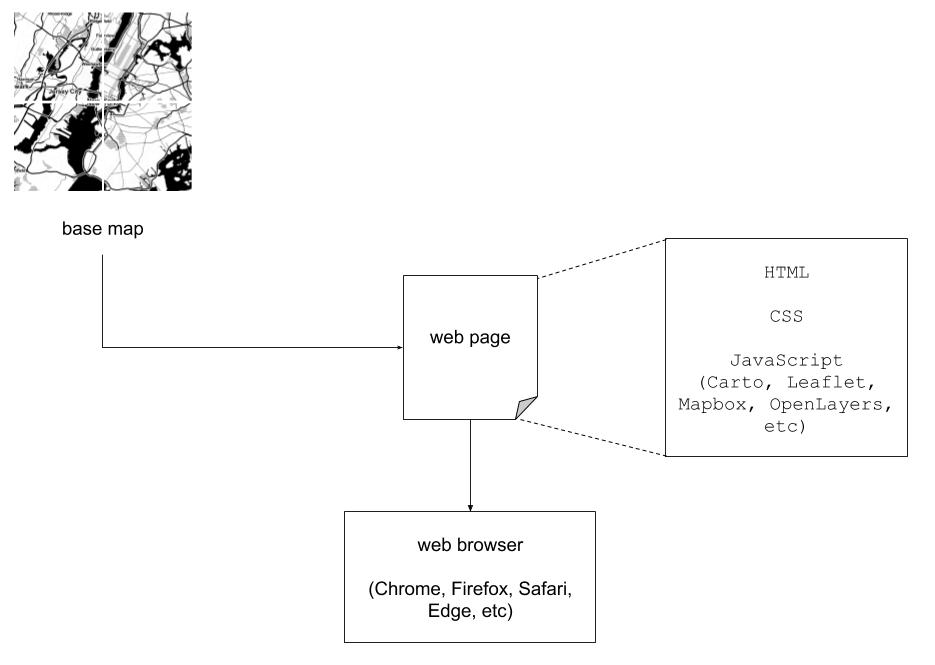 Jersey City
base map
HTML
CSS
web page
JavaScript
(Carto, Leaflet,
Mapbox, OpenLayers,
etc)
web browser
(Chrome, Firefox, Safari,
Edge, etc)